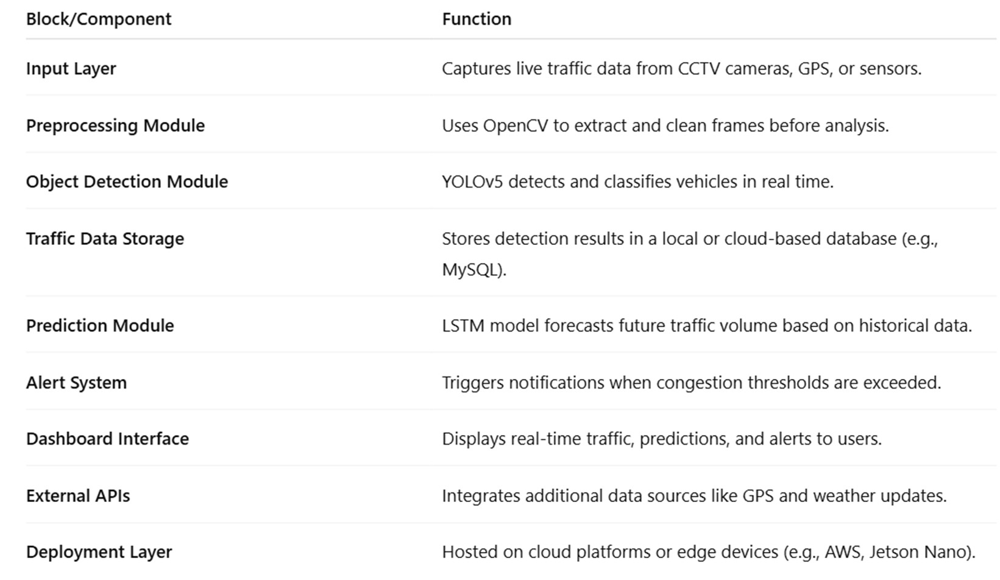 Block/Component Function
Input Layer Captures live traffic data from CCTV cameras, GPS, or sensors.
Preprocessing Module Uses OpenCV to extract and clean frames before analysis.
Object Detection Module YOLOv5 detects and classifies vehicles in real time.
Traffic Data Storage Stores detection results in a local or cloud-based database (e.g.,
MySQL).
Prediction Module LSTM model forecasts future traffic volume based on historical data.
Alert System Triggers notifications when congestion thresholds are exceeded.
Dashboard Interface Displays real-time traffic, predictions, and alerts to users.
External APIs Integrates additional data sources like GPS and weather updates.
Deployment Layer Hosted on cloud platforms or edge devices (e.g., AWS, Jetson Nano).